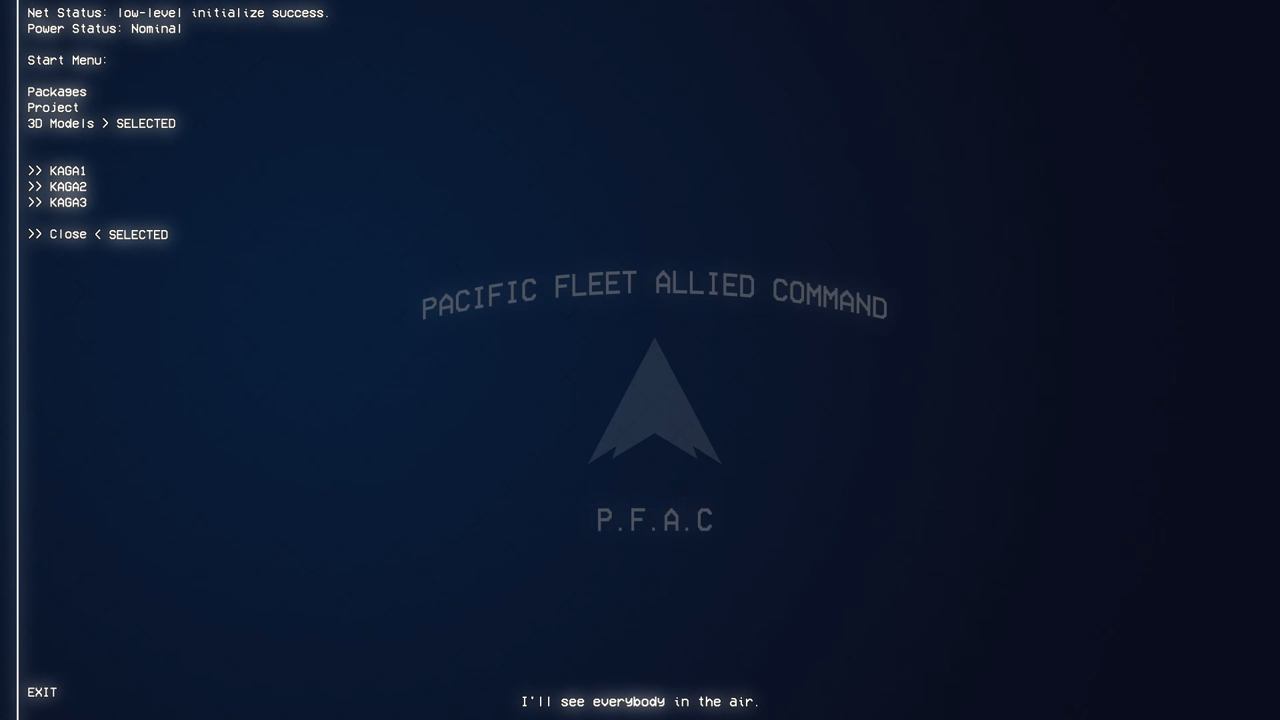 Net Status: low-level initialize success.
Power Status: Nominal
Start Menu:
Packages
Project
3D Models > SELECTED
>> KAGA1
>> KAGA2
>> KAGA3
>> Close < SELECTED
PACIFIC FLEET ALLIED COMMAND
P.F.A.C
EXIT
I'll see everybody in the air.